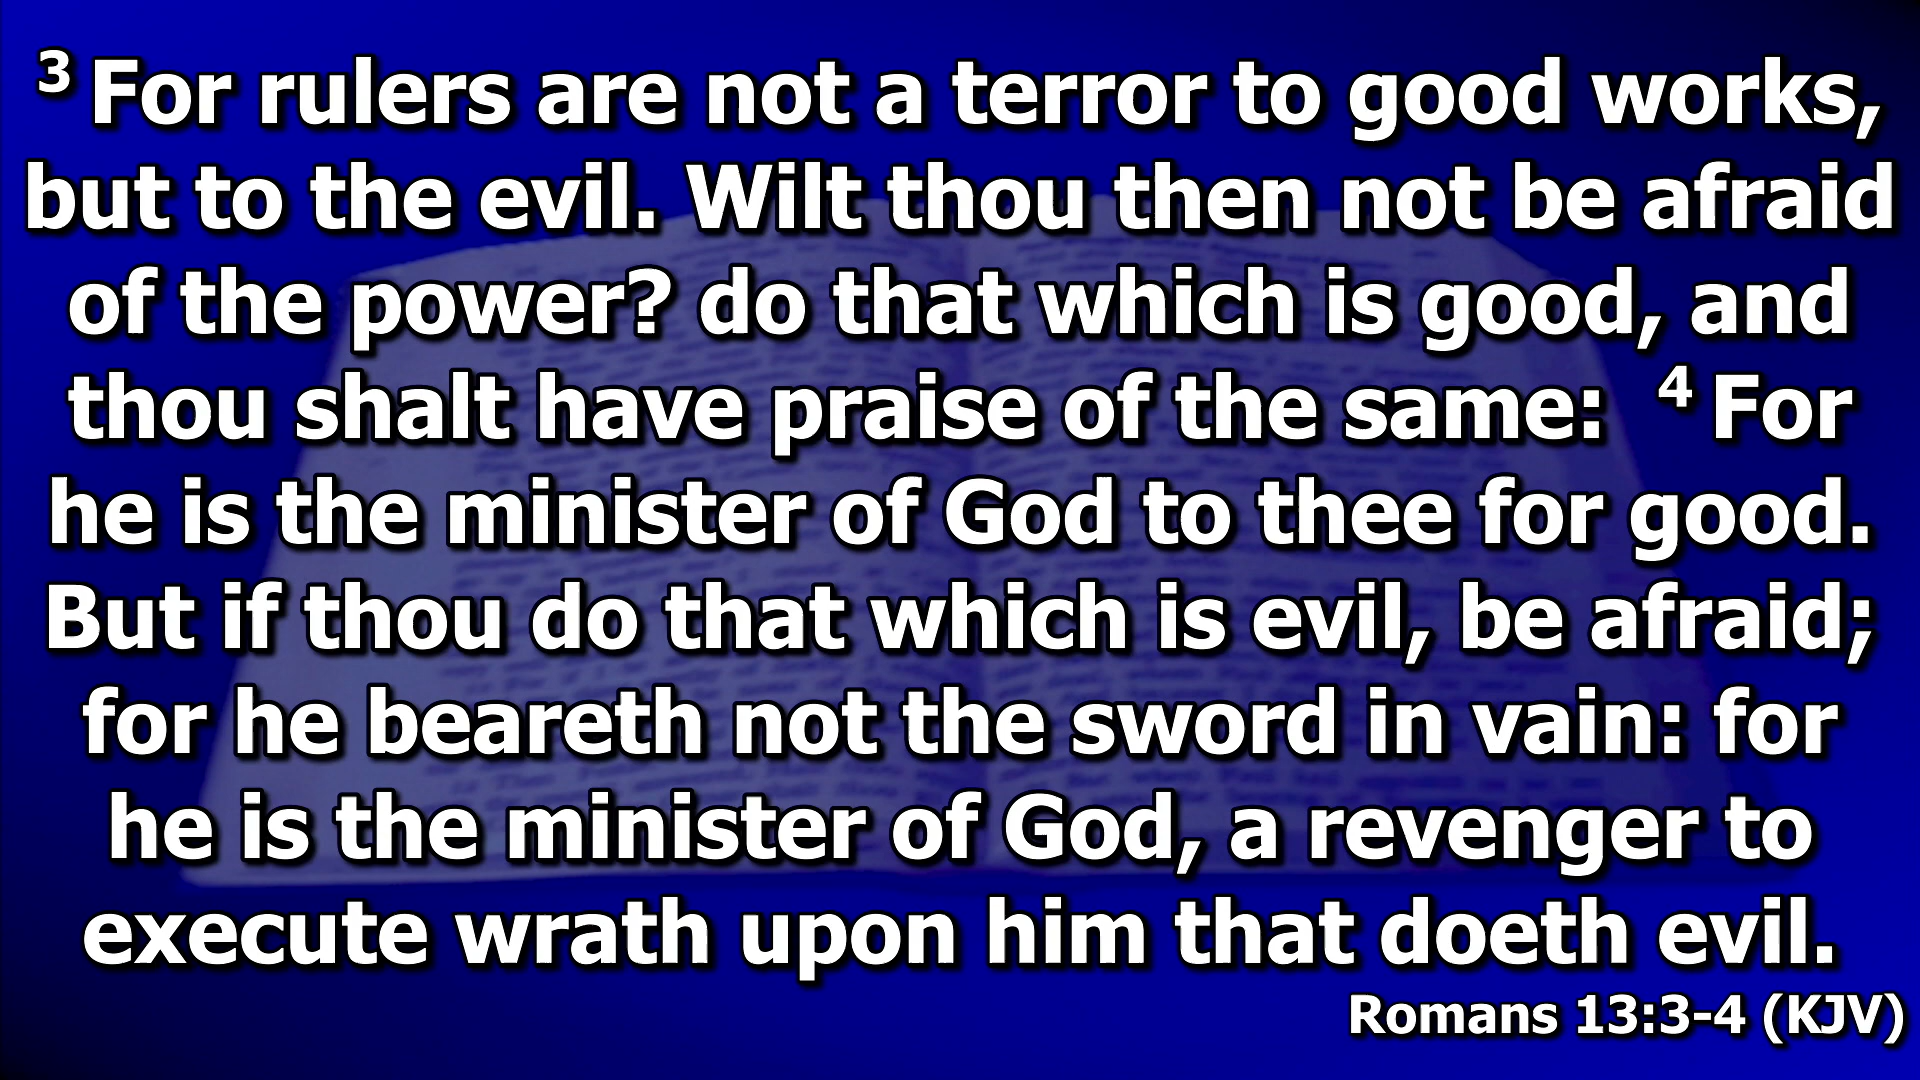 3 For rulers are not a terror to good works,
but to the evil. Wilt thou then not be afraid
of the power? do that which is good, and
thou shalt have praise of the same: 4 For
he is the minister of God to thee for good.
But if thou do that which is evil, be afraid;
for he beareth not the sword in vain: for
he is the minister of God, a revenger to
execute wrath upon him that doeth evil.
Romans 13:3-4 (KJV)